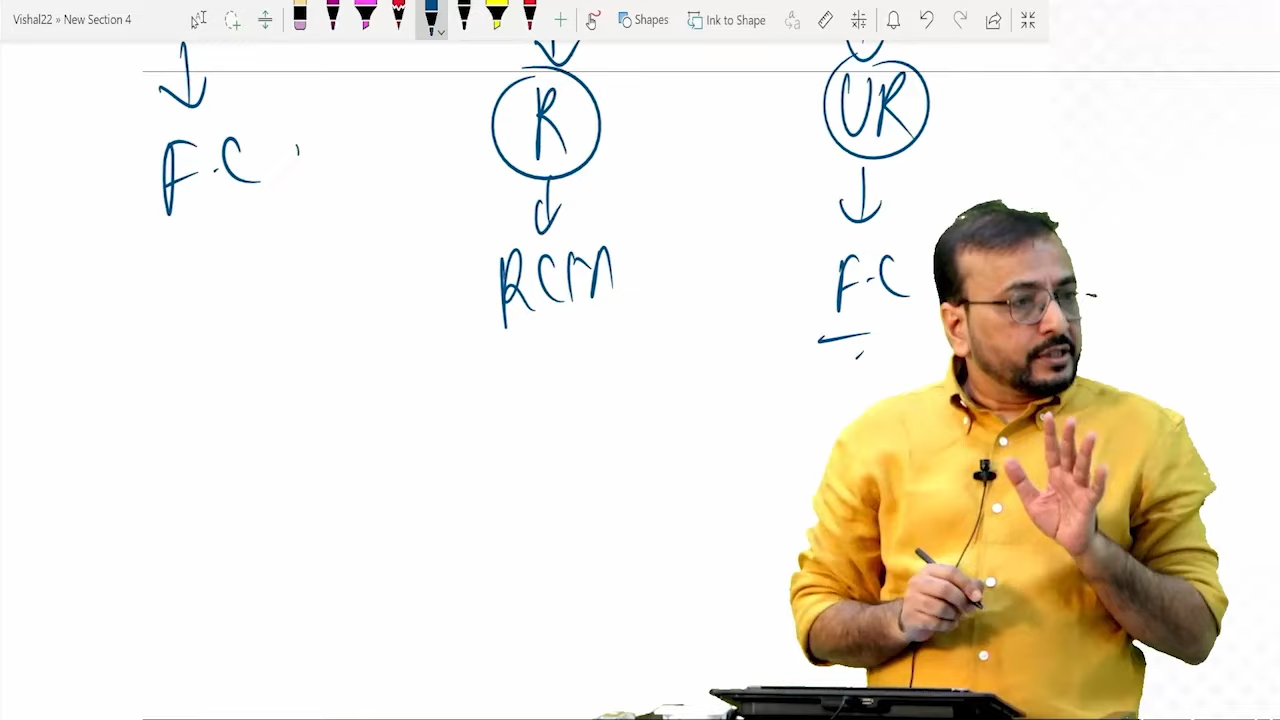 Vishal22 » New Section 4
Shapes
Ink to Shape
R
UR
F.C
RCM
F.C